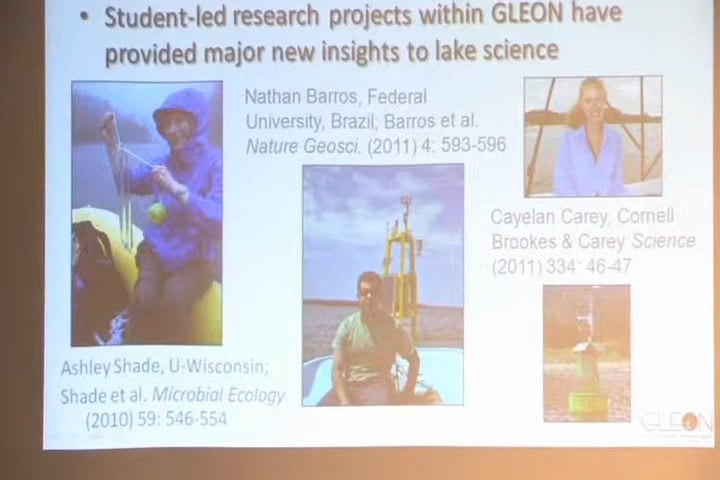 • Student-led research projects within GLEON have
provided major new insights to lake science
Nathan Barros, Federal
University, Brazil; Barros et al.
Nature Geosci. (2011) 4: 593-596
Cayelan Carey, Cornell
Brookes & Carey Science
(2011) 334: 46-47
Ashley Shade, U-Wisconsin;
Shade et al. Microbial Ecology
(2010) 59: 546-554
GLEON